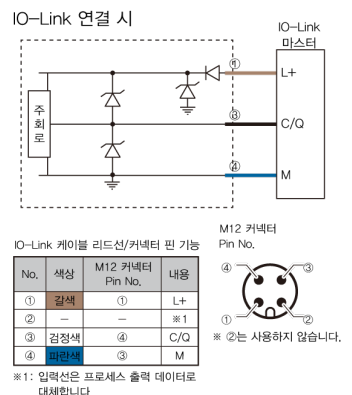 IO-Link 연결 시
IO-Link
마스터
①
L+
주회로
③
C/Q
④
M
IO-Link 케이블 리드선/커넥터 핀 기능
No. 색상 M12 커넥터 Pin No. 내용
① 갈색 ① L+
② - - ※1
③ 검정색 ④ C/Q
④ 파란색 ③ M
※1: 입력선은 프로세스 출력 데이터로
대체합니다
M12 커넥터
Pin No.
④ ③
① ②
※ ②는 사용하지 않습니다.